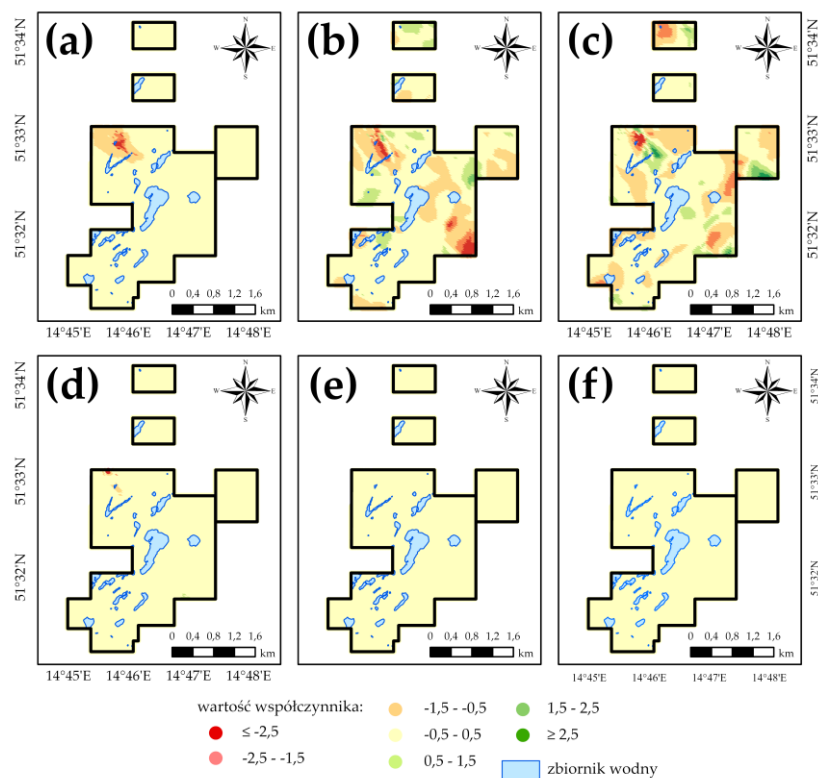 (a) (b) (c)
N N N
W E W E W E
S S S
51°34'N 51°34'N
51°33'N 51°33'N
51°32'N 51°32'N
0 0,4 0,8 1,2 1,6 0 0,4 0,8 1,2 1,6 0 0,4 0,8 1,2 1,6
km km km
14°45'E 14°46'E 14°47'E 14°48'E 14°45'E 14°46'E 14°47'E 14°48'E
(d) (e) (f)
N N N
W E W E W E
S S S
51°34'N 51°34'N
51°33'N 51°33'N
51°32'N 51°32'N
0 0,4 0,8 1,2 1,6 0 0,4 0,8 1,2 1,6 0 0,4 0,8 1,2 1,6
km km km
14°45'E 14°46'E 14°47'E 14°48'E 14°45'E 14°46'E 14°47'E 14°48'E
wartość współczynnika: -1,5 - -0,5 1,5 - 2,5
≤ -2,5 -0,5 - 0,5 ≥ 2,5
-2,5 - -1,5 0,5 - 1,5 zbiornik wodny